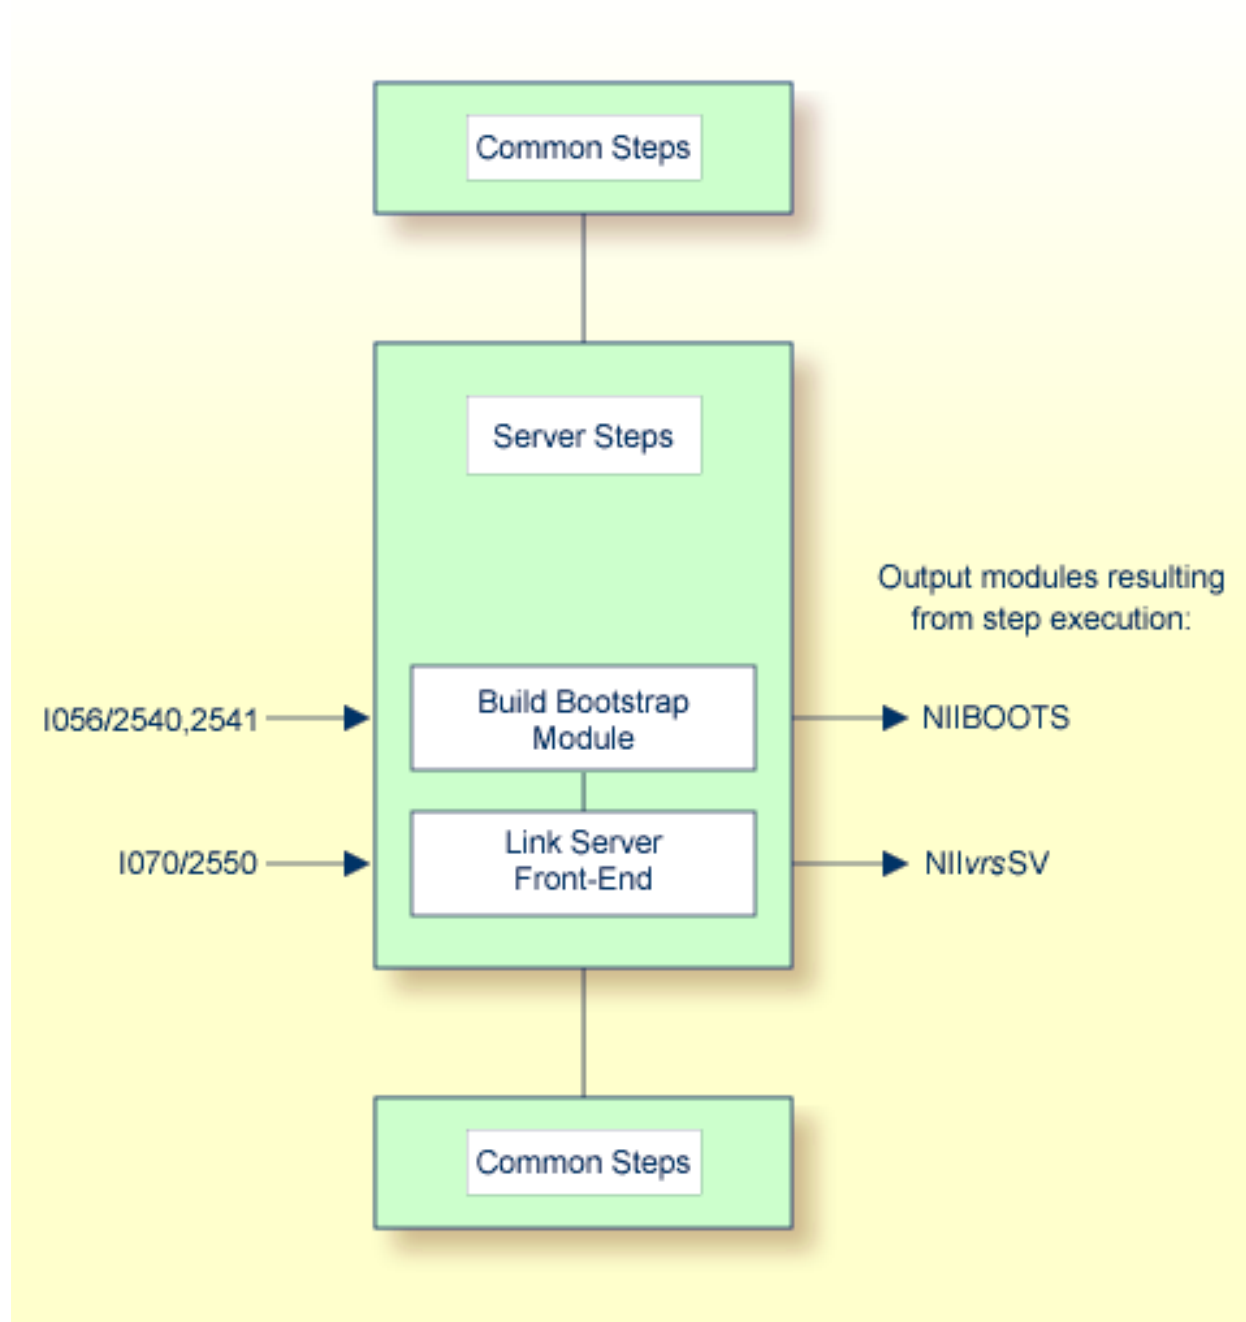 Common Steps
Server Steps
Output modules resulting
from step execution:
I056/2540,2541
Build Bootstrap
Module
NIIBOOTS
I070/2550
Link Server
Front-End
NIIvrsSV
Common Steps